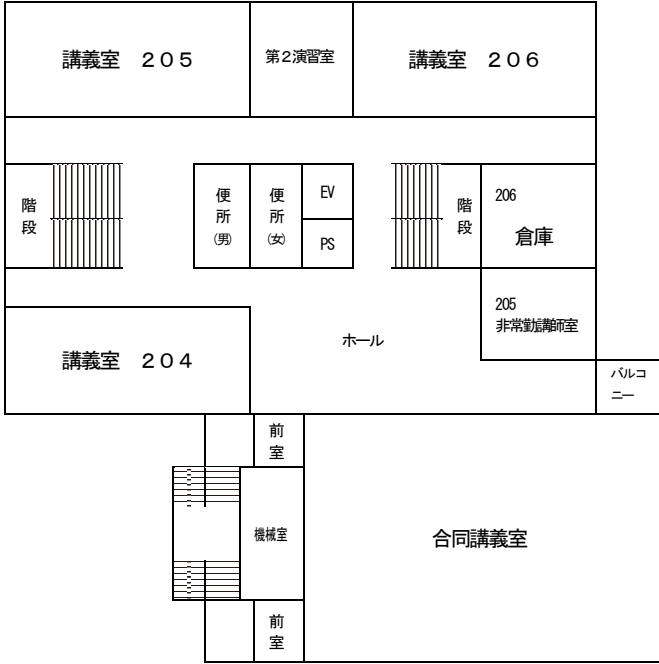 講義室　２０５
第２演習室
講義室　２０６
階段
便所(男)
便所(女)
EV
PS
階段
206
倉庫
205
非常勤講師室
ホール
講義室　２０４
バルコ
ニー
前室
機械室
合同講義室
前室